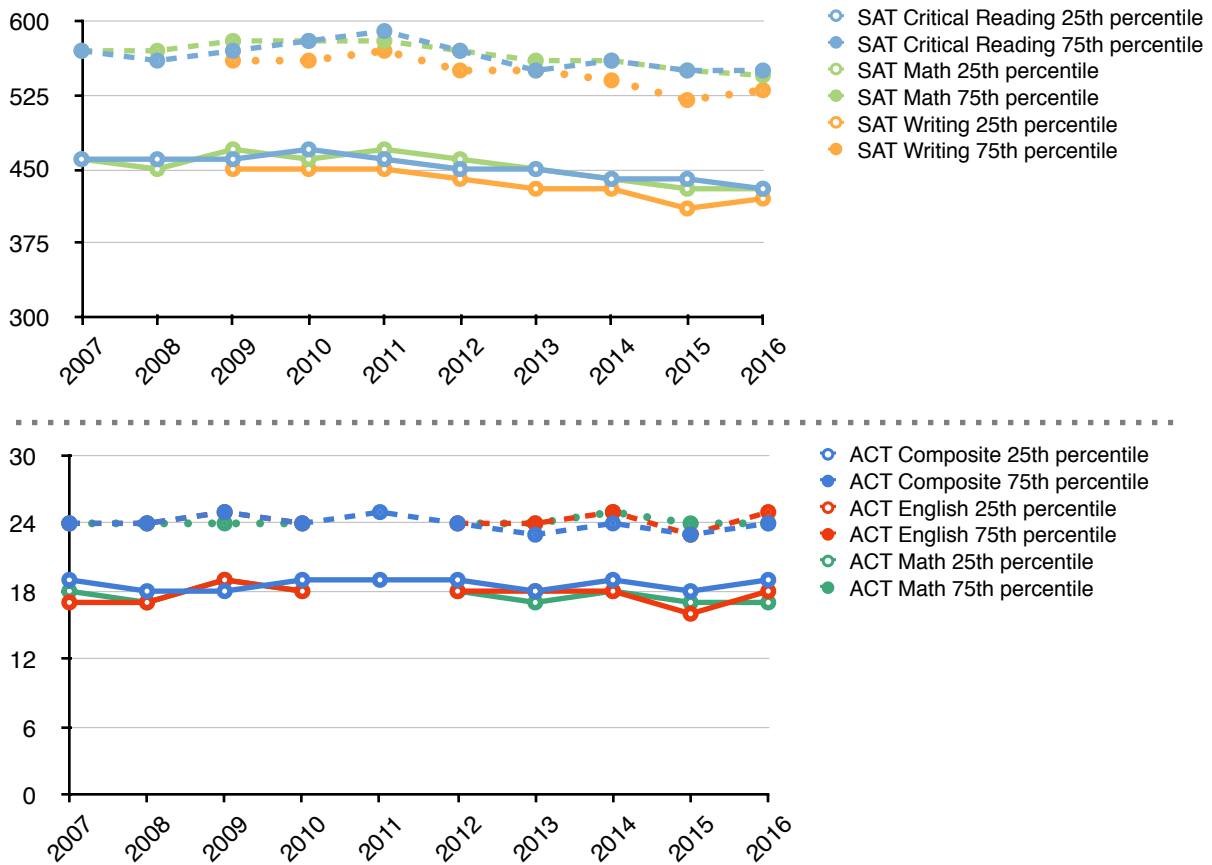 600
525
450
375
300
2007
2008
2009
2010
2011
2012
2013
2014
2015
2016
SAT Critical Reading 25th percentile
SAT Critical Reading 75th percentile
SAT Math 25th percentile
SAT Math 75th percentile
SAT Writing 25th percentile
SAT Writing 75th percentile
30
24
18
12
6
0
2007
2008
2009
2010
2011
2012
2013
2014
2015
2016
ACT Composite 25th percentile
ACT Composite 75th percentile
ACT English 25th percentile
ACT English 75th percentile
ACT Math 25th percentile
ACT Math 75th percentile